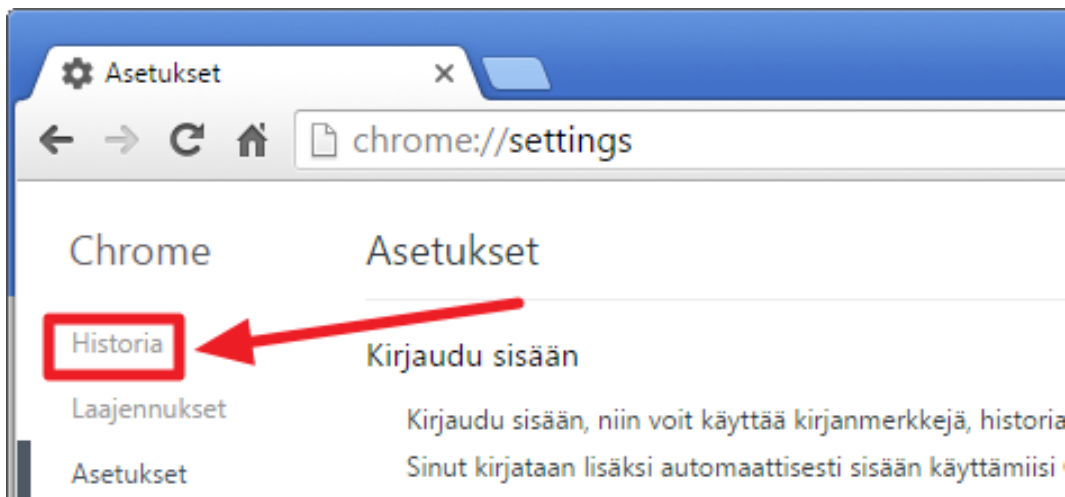 Asetukset
chrome://settings
Chrome
Asetukset
Historia
Kirjaudu sisään
Laajennukset
Kirjaudu sisään, niin voit käyttää kirjanmerkkejä, historia
Asetukset
Sinut kirjataan lisäksi automaattisesti sisään käyttämiisi